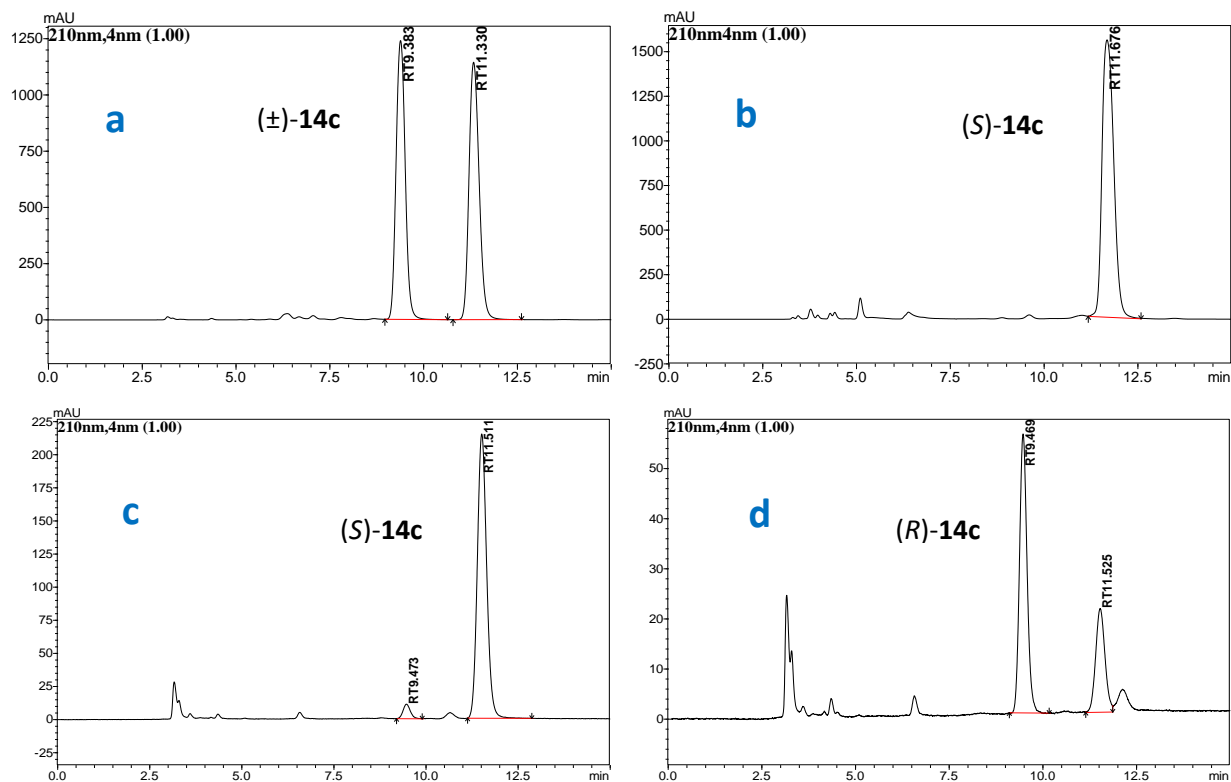 mAU
210nm,4nm (1.00)
1250
1000
750
500
250
0
RT9.383
RT11.330
a
(±)-14c
0.0 2.5 5.0 7.5 10.0 12.5 min
mAU
210nm4nm (1.00)
1500
1250
1000
750
500
250
0
-250
RT11.676
b
(S)-14c
0.0 2.5 5.0 7.5 10.0 12.5 min
mAU
210nm,4nm (1.00)
225
200
175
150
125
100
75
50
25
0
-25
RT9.473
RT11.511
c
(S)-14c
0.0 2.5 5.0 7.5 10.0 12.5 min
mAU
210nm,4nm (1.00)
50
40
30
20
10
0
RT9.469
RT11.525
d
(R)-14c
0.0 2.5 5.0 7.5 10.0 12.5 min